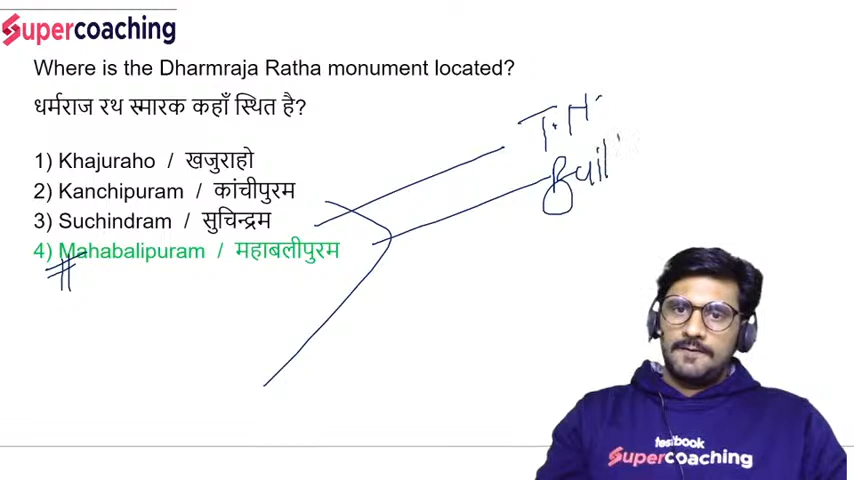 Supercoaching
Where is the Dharmraja Ratha monument located?
धर्मराज रथ स्मारक कहाँ स्थित है?
1) Khajuraho / खजुराहो
2) Kanchipuram / कांचीपुरम
3) Suchindram / सुचिन्द्रम
4) Mahabalipuram / महाबलीपुरम
testbook
Supercoaching